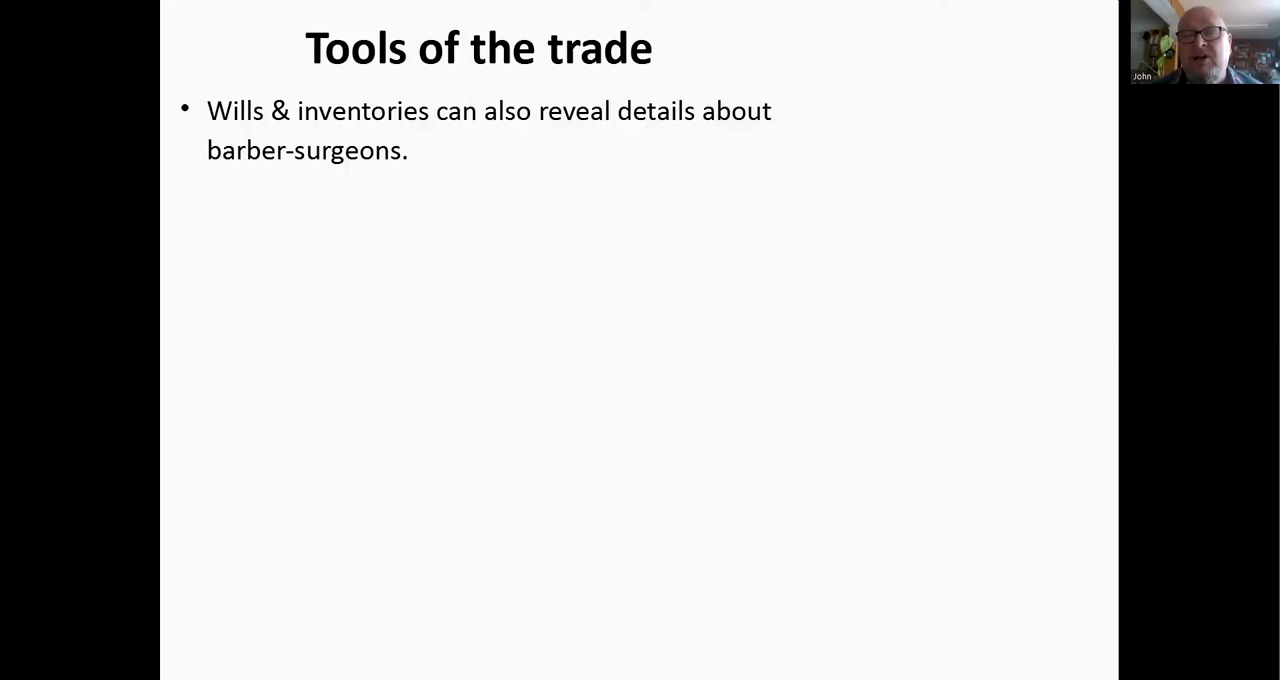 Tools of the trade
• Wills & inventories can also reveal details about
barber-surgeons.
John